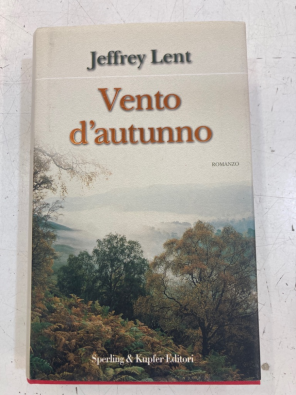 Jeffrey Lent
Vento
d'autunno
ROMANZO
Sperling & Kupfer Editori